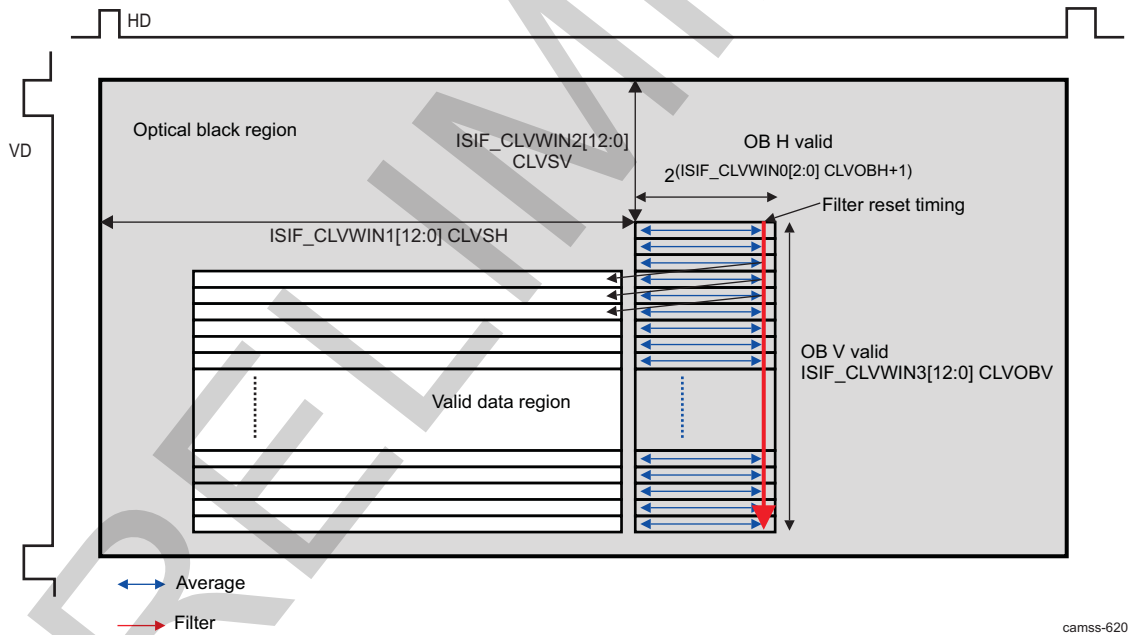 HD
VD
Optical black region
ISIF_CLVWIN2[12:0]
CLVSV
OB H valid
2(ISIF_CLVWIN0[2:0] CLVOBH+1)
Filter reset timing
ISIF_CLVWIN1[12:0] CLVSH
OB V valid
ISIF_CLVWIN3[12:0] CLVOBV
Valid data region
Average
Filter
camss-620